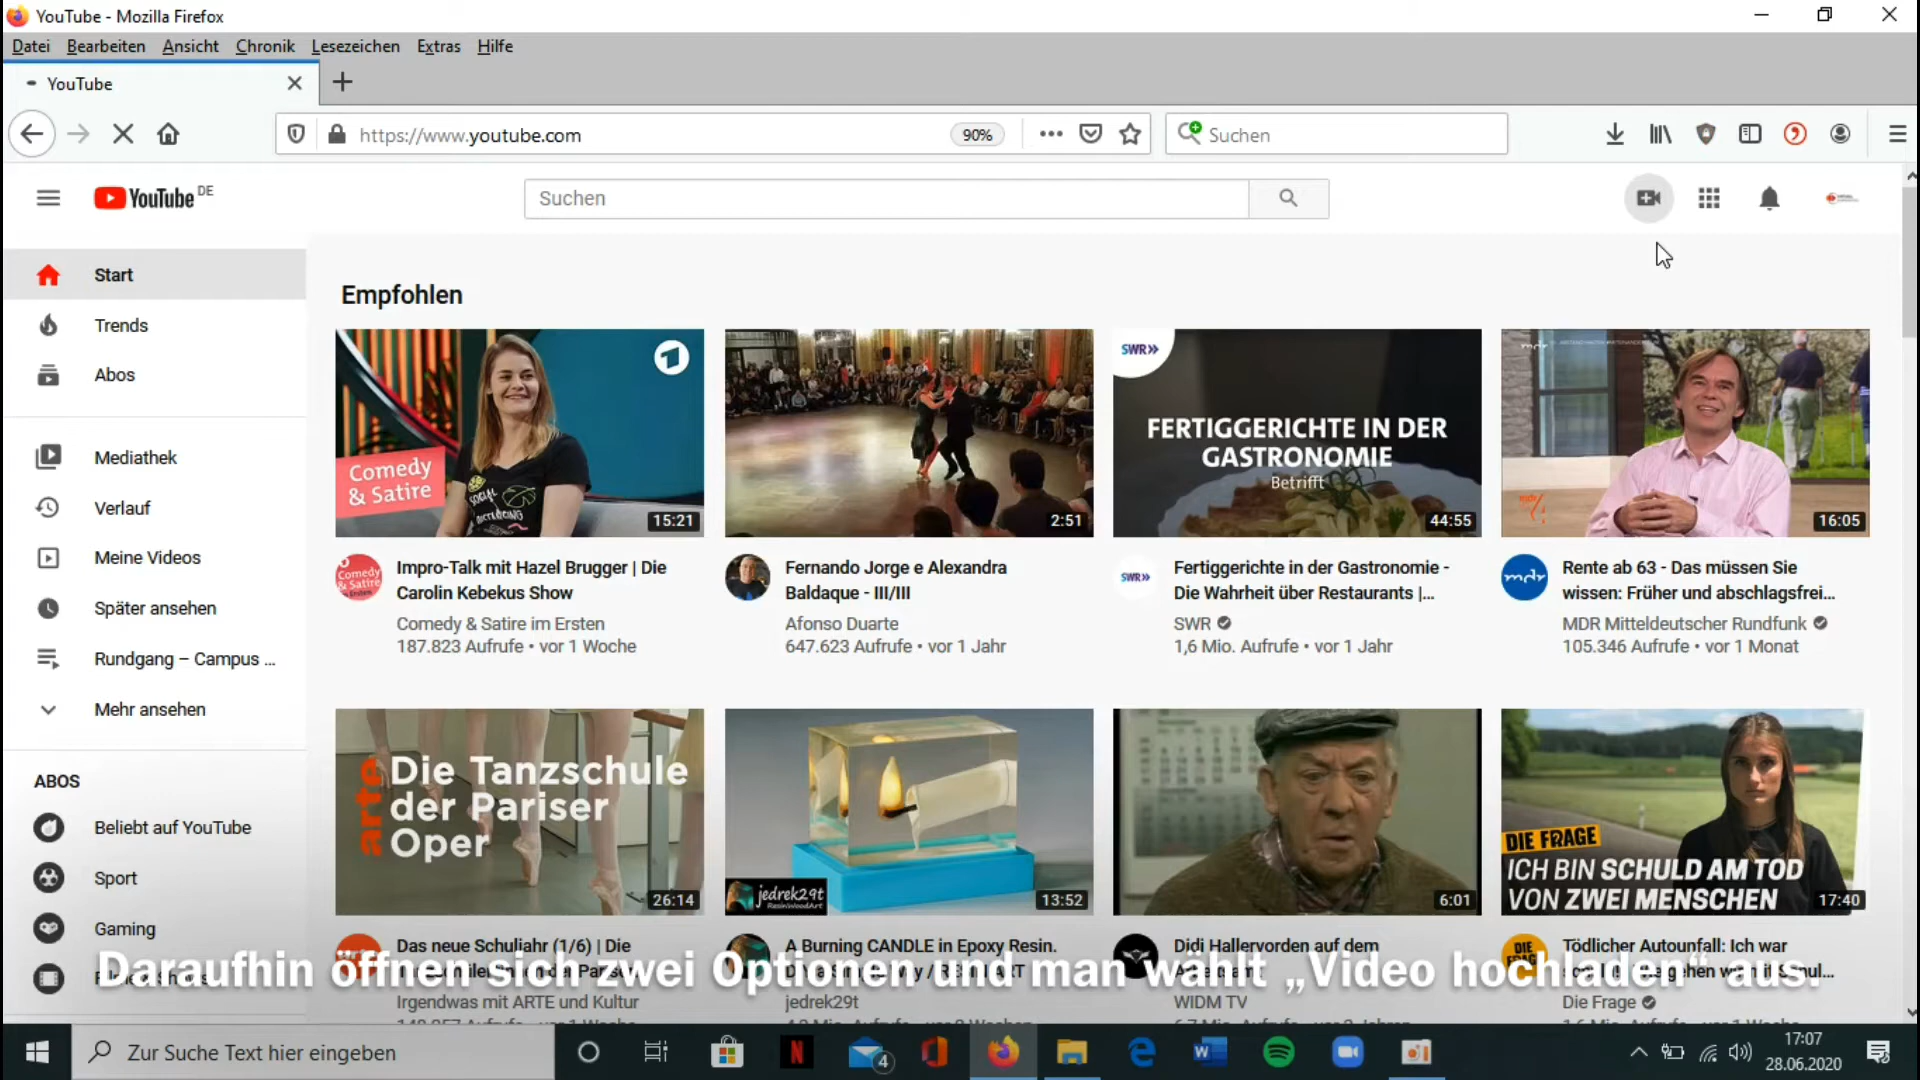 YouTube - Mozilla Firefox
Datei Bearbeiten Ansicht Chronik Lesezeichen Extras Hilfe
YouTube
https://www.youtube.com
90%
Suchen
YouTube DE
Suchen
Start
Trends
Abos
Mediathek
Verlauf
Meine Videos
Später ansehen
Rundgang – Campus ...
Mehr ansehen
ABOS
Beliebt auf YouTube
Sport
Gaming
Empfohlen
Comedy
& Satire
15:21
Impro-Talk mit Hazel Brugger | Die
Carolin Kebekus Show
Comedy & Satire im Ersten
187.823 Aufrufe • vor 1 Woche
2:51
Fernando Jorge e Alexandra
Baldaque - III/III
Afonso Duarte
647.623 Aufrufe • vor 1 Jahr
SWR»
FERTIGGERICHTE IN DER
GASTRONOMIE
Betrifft
44:55
SWR»
Fertiggerichte in der Gastronomie -
Die Wahrheit über Restaurants |...
SWR
1,6 Mio. Aufrufe • vor 1 Jahr
mdr
16:05
mdr
Rente ab 63 - Das müssen Sie
wissen: Früher und abschlagsfrei...
MDR Mitteldeutscher Rundfunk
105.346 Aufrufe • vor 1 Monat
arte
Die Tanzschule
der Pariser
Oper
26:14
Das neue Schuljahr (1/6) | Die
Irgendwas mit ARTE und Kultur
jedrek29t
ResinWoodArt
13:52
A Burning CANDLE in Epoxy Resin.
jedrek29t
6:01
Didi Hallervorden auf dem
WIDM TV
DIE FRAGE
ICH BIN SCHULD AM TOD
VON ZWEI MENSCHEN
17:40
DIE
Tödlicher Autounfall: Ich war
Die Frage
Daraufhin öffnen sich zwei Optionen und man wählt „Video hochladen“ aus.
Zur Suche Text hier eingeben
4
17:07
28.06.2020